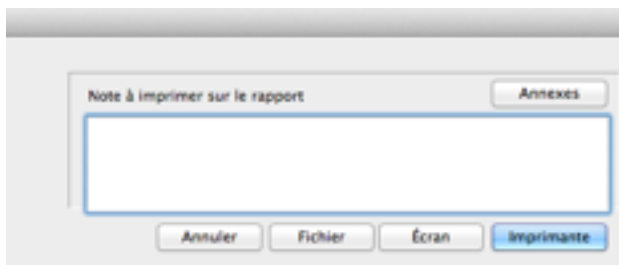 Note à imprimer sur le rapport
Annexes
Annuler
Fichier
Écran
Imprimante